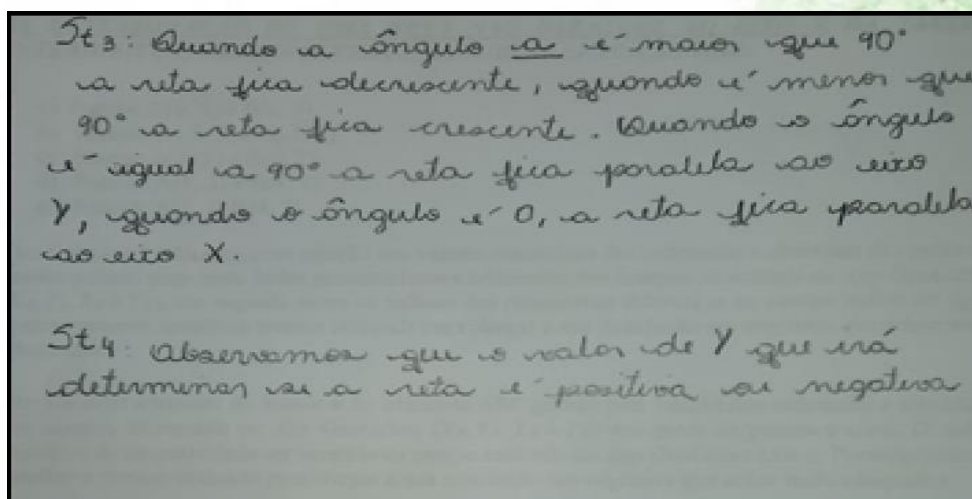 St3: Quando a ângulo a é maior que 90°
a reta fica decrescente, quando é menor que
90° a reta fica crescente. Quando o ângulo
é igual a 90° a reta fica paralela ao eixo
Y, quando o ângulo é 0, a reta fica paralela
ao eixo X.
St4: Observamos que o valor de Y que irá
determinar se a reta é positiva ou negativa